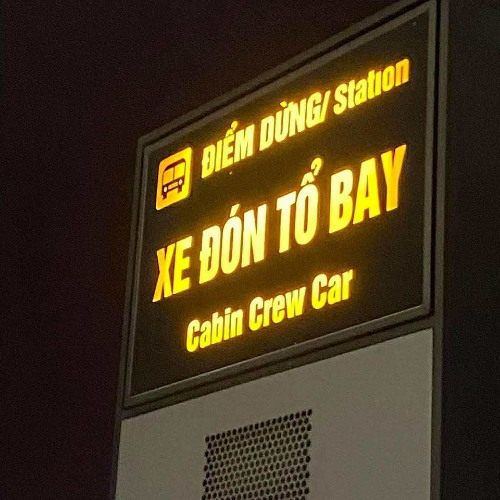 ĐIỂM DỪNG/ Station
XE ĐÓN TỔ BAY
Cabin Crew Car